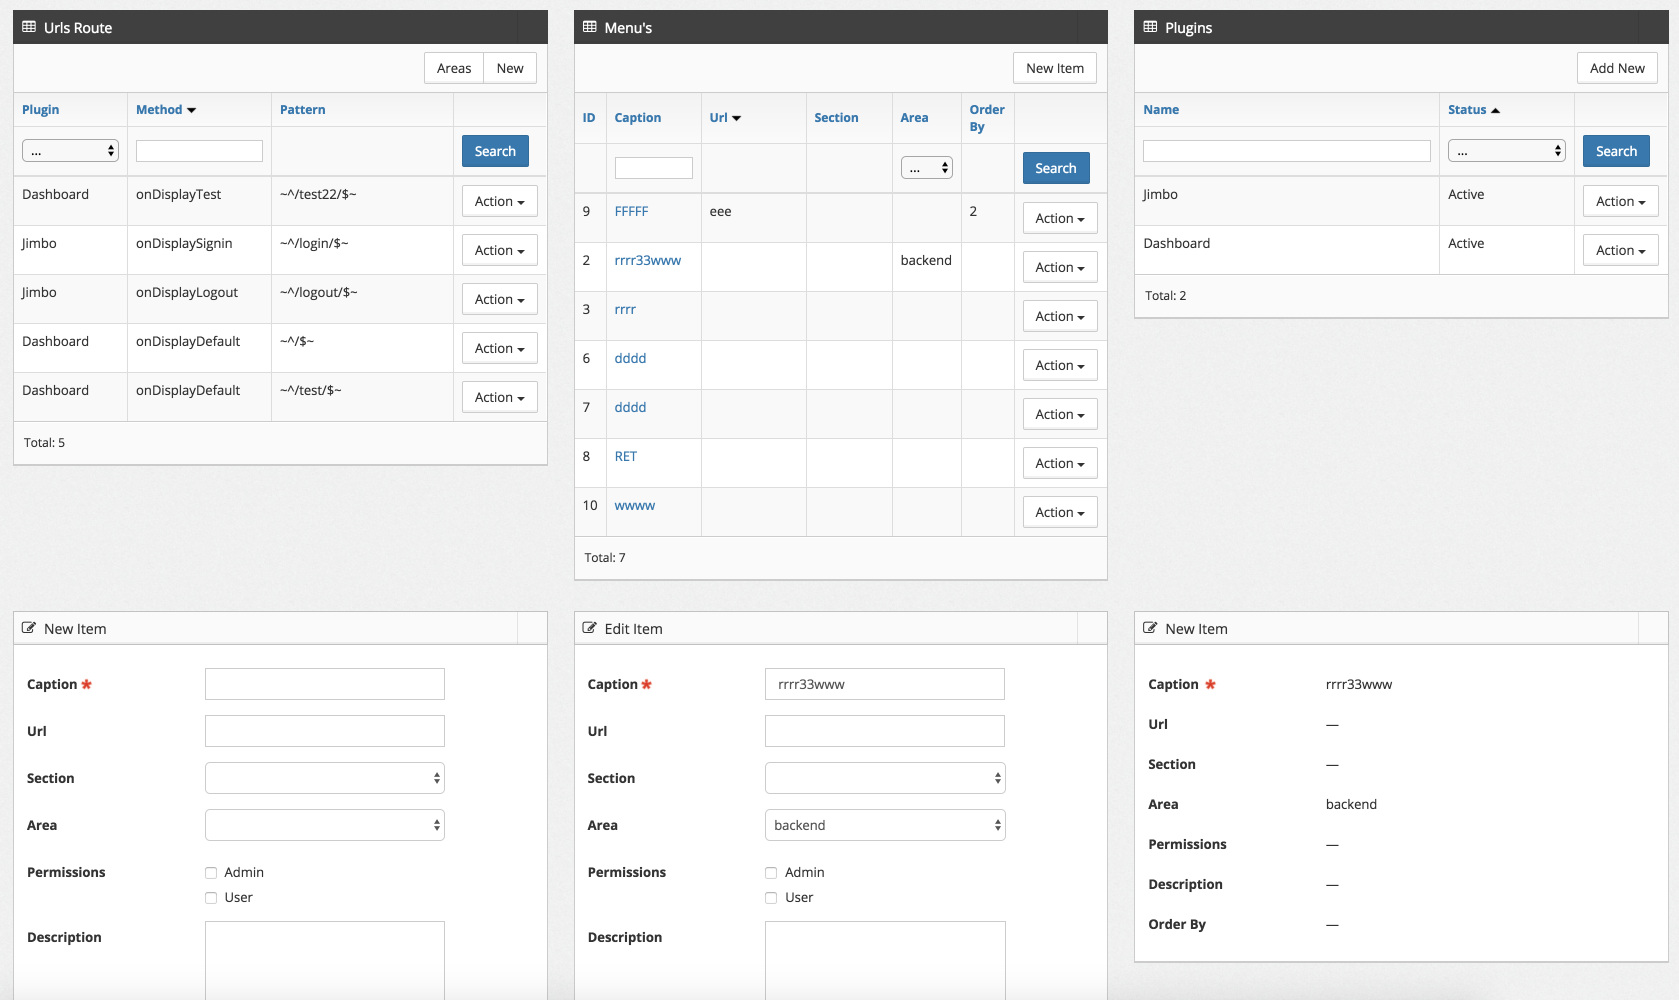 Urls Route
Areas New
Plugin Method Pattern
... Search
Dashboard onDisplayTest ~^/test22/$~ Action
Jimbo onDisplaySignin ~^/login/$~ Action
Jimbo onDisplayLogout ~^/logout/$~ Action
Dashboard onDisplayDefault ~^/$~ Action
Dashboard onDisplayDefault ~^/test/$~ Action
Total: 5
Menu's
New Item
ID Caption Url Section Area Order By
... Search
9 FFFFF eee 2 Action
2 rrrr33www backend Action
3 rrrr Action
6 dddd Action
7 dddd Action
8 RET Action
10 wwww Action
Total: 7
Plugins
Add New
Name Status
... Search
Jimbo Active Action
Dashboard Active Action
Total: 2
New Item
Caption *
Url
Section
Area
Permissions Admin
User
Description
Edit Item
Caption * rrrr33www
Url
Section
Area backend
Permissions Admin
User
Description
New Item
Caption * rrrr33www
Url —
Section —
Area backend
Permissions —
Description —
Order By —